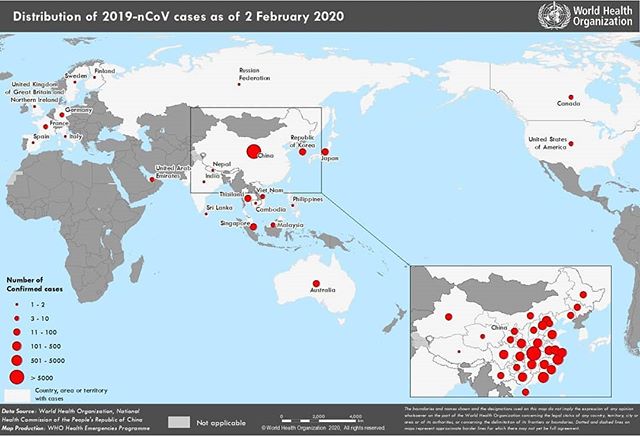 Distribution of 2019-nCoV cases as of 2 February 2020
World Health
Organization
Finland
Sweden
Russian
Federation
United Kingdom
of Great Britain and
Northern Ireland
Germany
France
Spain
Italy
Canada
United States
of America
Republic
of Korea
China
Japan
Nepal
United Arab
Emirates
India
Thailand
Viet Nam
Philippines
Sri Lanka
Cambodia
Singapore
Malaysia
Australia
China
Number of
Confirmed cases
1 - 2
3 - 10
11 - 100
101 - 500
501 - 5000
> 5000
Country, area or territory
with cases
Data Source: World Health Organization, National
Health Commission of the People's Republic of China
Map Production: WHO Health Emergencies Programme
Not applicable
0 2,000 4,000
km
© World Health Organization 2020, All rights reserved.
The boundaries and names shown and the designations used on this map do not imply the expression of any opinion
whatsoever on the part of the World Health Organization concerning the legal status of any country, territory, city or
area or of its authorities, or concerning the delimitation of its frontiers or boundaries. Dotted and dashed lines on
maps represent approximate border lines for which there may not yet be full agreement.